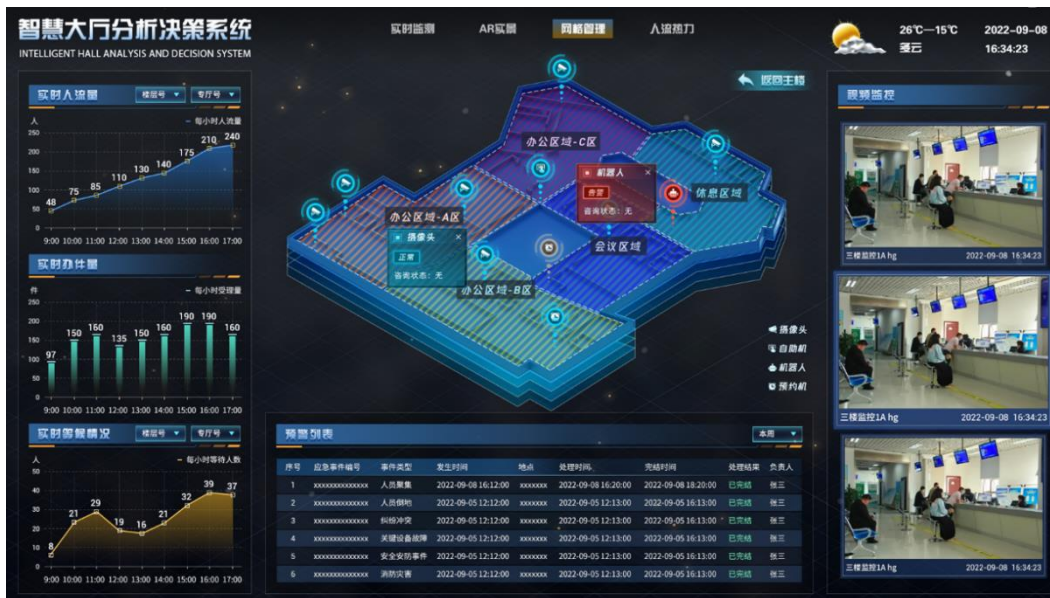 智慧大厅分析决策系统
INTELLIGENT HALL ANALYSIS AND DECISION SYSTEM
实时监测 AR实景 网格管理 人流热力
26℃—15℃ 2022-09-08
多云 16:34:23
返回主楼
实时人流量 楼层号 专厅号
人 每小时人流量
250
200
150
100
50
0
48 75 85 110 130 140 175 210 240
9:00 10:00 11:00 12:00 13:00 14:00 15:00 16:00 17:00
实时办件量
件 每小时受理量
250
200
160
100
50
0
97 150 160 135 150 160 190 190 160
9:00 10:00 11:00 12:00 13:00 14:00 15:00 16:00 17:00
实时等候情况 楼层号 专厅号
人 每小时等待人数
50
40
30
20
10
0
8 21 29 19 16 21 32 39 37
9:00 10:00 11:00 12:00 13:00 14:00 15:00 16:00 17:00
办公区域-C区
机器人 ×
告警
咨询状态：无
休息区域
办公区域-A区
摄像头 ×
正常
咨询状态：无
会议区域
办公区域-B区
摄像头
自助机
机器人
预约机
预警列表 本周
序号 应急事件编号 事件类型 发生时间 地点 处理时间 完结时间 处理结果 负责人
1 xxxxxxxxxxxxxx 人员聚集 2022-09-08 16:12:00 xxxxxxx 2022-09-08 16:20:00 2022-09-08 18:20:00 已完结 张三
2 xxxxxxxxxxxxxx 人员倒地 2022-09-05 12:12:00 xxxxxxx 2022-09-05 12:13:00 2022-09-05 16:13:00 已完结 张三
3 xxxxxxxxxxxxxx 纠纷冲突 2022-09-05 12:12:00 xxxxxxx 2022-09-05 12:13:00 2022-09-05 16:13:00 已完结 张三
4 xxxxxxxxxxxxxx 关键设备故障 2022-09-05 12:12:00 xxxxxxx 2022-09-05 12:13:00 2022-09-05 16:13:00 已完结 张三
5 xxxxxxxxxxxxxx 安全安防事件 2022-09-05 12:12:00 xxxxxxx 2022-09-05 12:13:00 2022-09-05 16:13:00 已完结 张三
6 xxxxxxxxxxxxxx 消防灾害 2022-09-05 12:12:00 xxxxxxx 2022-09-05 12:13:00 2022-09-05 16:13:00 已完结 张三
视频监控
三楼监控1A hg 2022-09-08 16:34:23
三楼监控1A hg 2022-09-08 16:34:23
三楼监控1A hg 2022-09-08 16:34:23